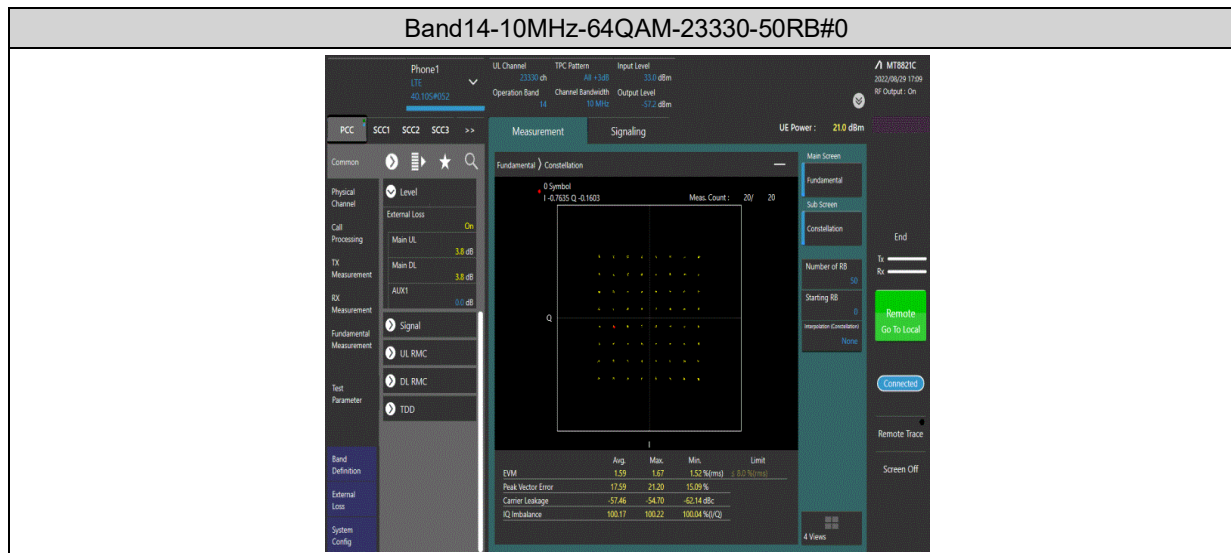 Band14-10MHz-64QAM-23330-50RB#0
Phone1
LTE
40.10S#052
UL Channel TPC Pattern Input Level
23330 ch All +3dB 33.0 dBm
Operation Band Channel Bandwidth Output Level
14 10 MHz -57.2 dBm
MT8821C
2022/08/29 17:09
RF Output : On
PCC SCC1 SCC2 SCC3 >>
Measurement Signaling
UE Power : 21.0 dBm
Common
Physical Channel
Call Processing
TX Measurement
RX Measurement
Fundamental Measurement
Test Parameter
Band Definition
External Loss
System Config
Level
External Loss
On
Main UL
3.8 dB
Main DL
3.8 dB
AUX1
0.0 dB
Signal
UL RMC
DL RMC
TDD
Fundamental 〉 Constellation
0 Symbol
I -0.7635 Q -0.1603
Meas. Count : 20/ 20
Q
I
Avg. Max. Min. Limit
EVM 1.59 1.67 1.52 %(rms) ≤ 8.0 %(rms)
Peak Vector Error 17.59 21.20 15.09 %
Carrier Leakage -57.46 -54.70 -62.14 dBc
IQ Imbalance 100.17 100.22 100.04 %(I/Q)
Main Screen
Fundamental
Sub Screen
Constellation
Number of RB
50
Starting RB
0
Interpolation (Constellation)
None
4 Views
End
Tx
Rx
Remote
Go To Local
Connected
Remote Trace
Screen Off